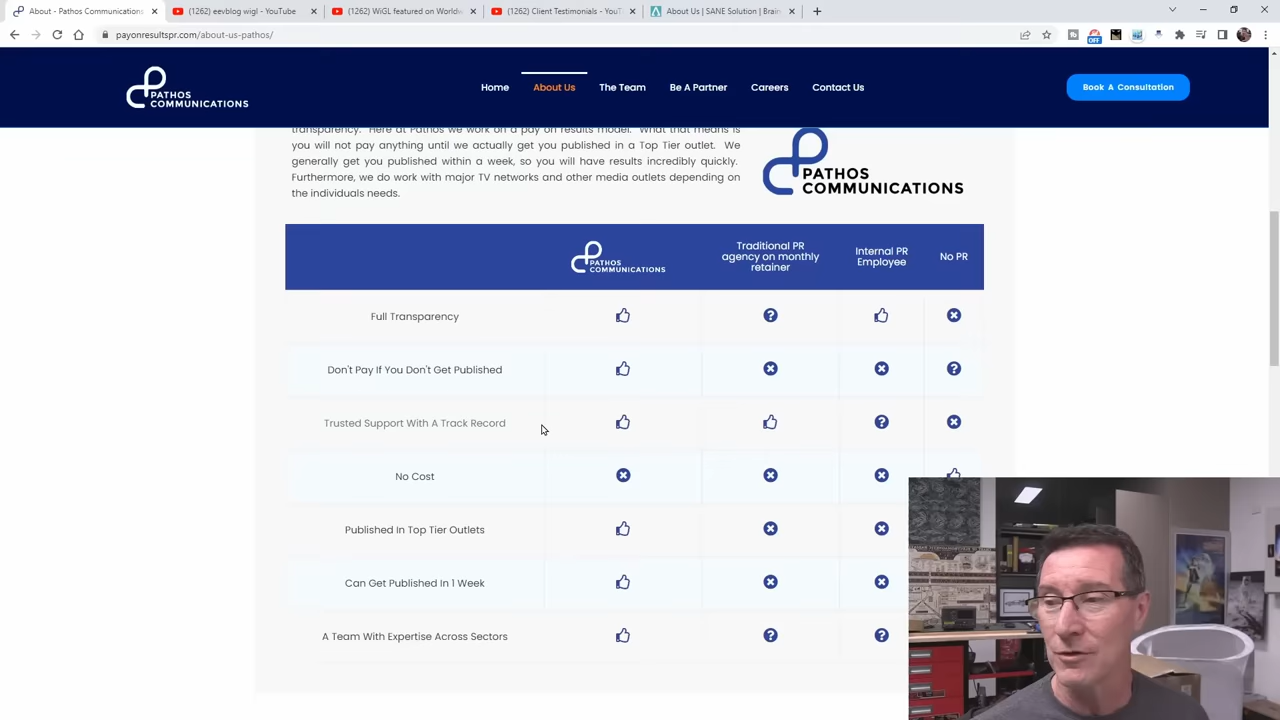 About - Pathos Communications
(1262) eevblog wigl - YouTube
(1262) WiGL featured on Worldw
(1262) Client Testimonials - YouT
About Us | SANE Solution | Brain
payonresultspr.com/about-us-pathos/
OFF
PATHOS
COMMUNICATIONS
Home
About Us
The Team
Be A Partner
Careers
Contact Us
Book A Consultation
transparency. Here at Pathos we work on a pay on results model. What that means is
you will not pay anything until we actually get you published in a Top Tier outlet. We
generally get you published within a week, so you will have results incredibly quickly.
Furthermore, we do work with major TV networks and other media outlets depending on
the individuals needs.
PATHOS
COMMUNICATIONS
PATHOS
COMMUNICATIONS
Traditional PR
agency on monthly
retainer
Internal PR
Employee
No PR
Full Transparency
Don't Pay If You Don't Get Published
Trusted Support With A Track Record
No Cost
Published In Top Tier Outlets
Can Get Published In 1 Week
A Team With Expertise Across Sectors